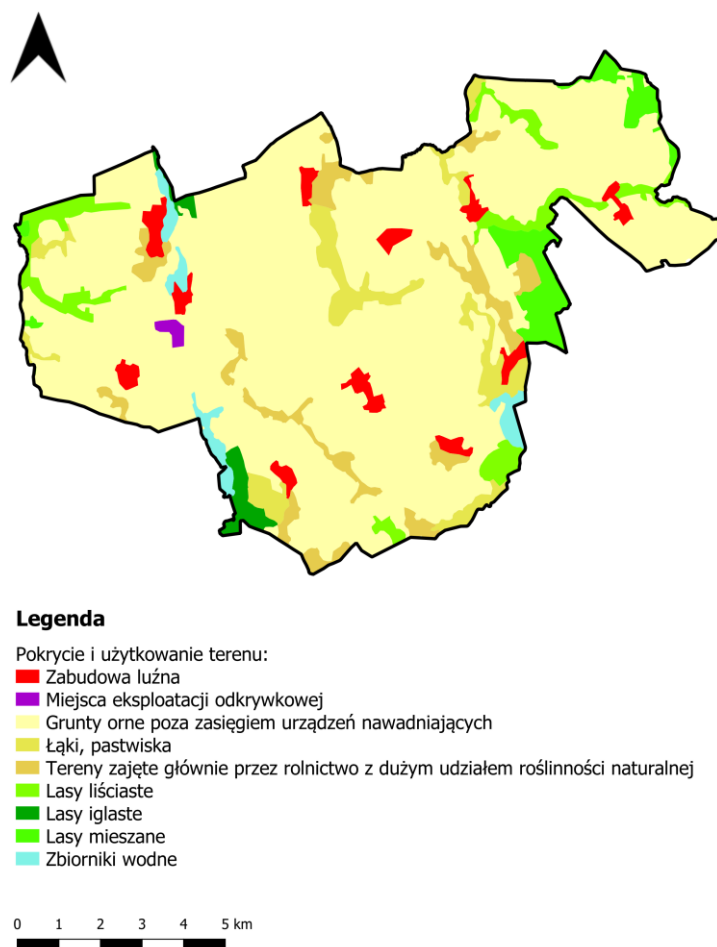 Legenda
Pokrycie i użytkowanie terenu:
Zabudowa luźna
Miejsca eksploatacji odkrywkowej
Grunty orne poza zasięgiem urządzeń nawadniających
Łąki, pastwiska
Tereny zajęte głównie przez rolnictwo z dużym udziałem roślinności naturalnej
Lasy liściaste
Lasy iglaste
Lasy mieszane
Zbiorniki wodne
0 1 2 3 4 5 km